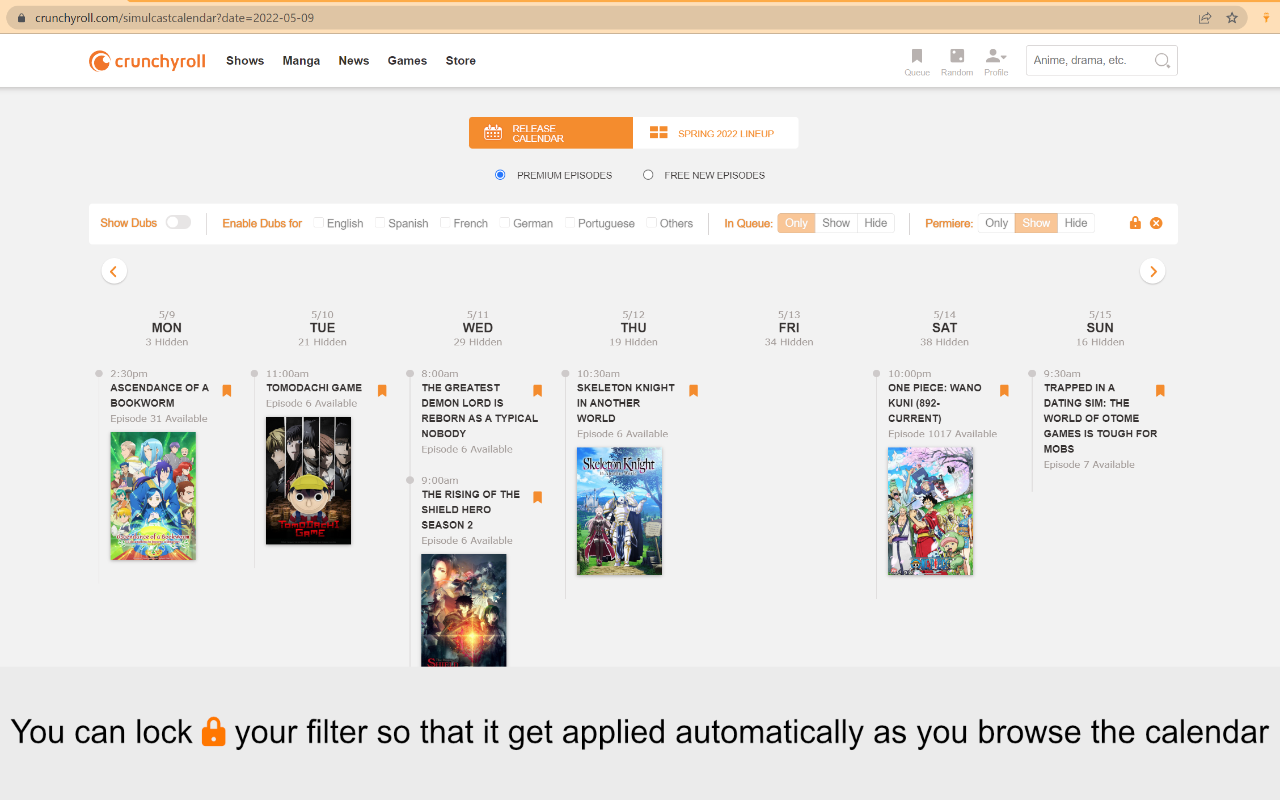 crunchyroll.com/simulcastcalendar?date=2022-05-09
crunchyroll Shows Manga News Games Store
Queue Random Profile Anime, drama, etc.
RELEASE
CALENDAR
SPRING 2022 LINEUP
PREMIUM EPISODES FREE NEW EPISODES
Show Dubs Enable Dubs for English Spanish French German Portuguese Others In Queue: Only Show Hide Permiere: Only Show Hide
5/9
MON
3 Hidden
2:30pm
ASCENDANCE OF A
BOOKWORM
Episode 31 Available
5/10
TUE
21 Hidden
11:00am
TOMODACHI GAME
Episode 6 Available
TOMODACHI
GAME
5/11
WED
29 Hidden
8:00am
THE GREATEST
DEMON LORD IS
REBORN AS A TYPICAL
NOBODY
Episode 6 Available
9:00am
THE RISING OF THE
SHIELD HERO
SEASON 2
Episode 6 Available
5/12
THU
19 Hidden
10:30am
SKELETON KNIGHT
IN ANOTHER
WORLD
Episode 6 Available
Skeleton Knight
5/13
FRI
34 Hidden
5/14
SAT
38 Hidden
10:00pm
ONE PIECE: WANO
KUNI (892-
CURRENT)
Episode 1017 Available
5/15
SUN
16 Hidden
9:30am
TRAPPED IN A
DATING SIM: THE
WORLD OF OTOME
GAMES IS TOUGH FOR
MOBS
Episode 7 Available
You can lock your filter so that it get applied automatically as you browse the calendar